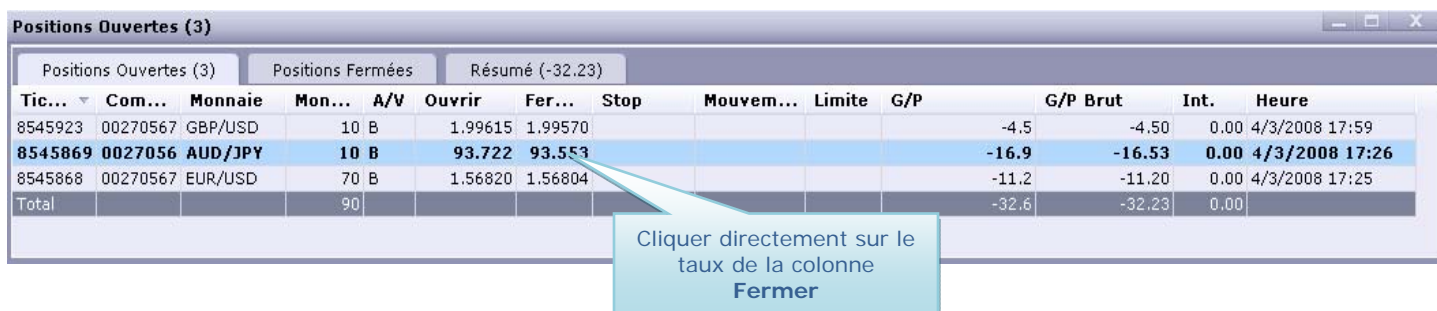 Positions Ouvertes (3)
Positions Ouvertes (3) Positions Fermées Résumé (-32.23)
Tic... Com... Monnaie Mon... A/V Ouvrir Fer... Stop Mouvem... Limite G/P G/P Brut Int. Heure
8545923 00270567 GBP/USD 10 B 1.99615 1.99570 -4.5 -4.50 0.00 4/3/2008 17:59
8545869 0027056 AUD/JPY 10 B 93.722 93.553 -16.9 -16.53 0.00 4/3/2008 17:26
8545868 00270567 EUR/USD 70 B 1.56820 1.56804 -11.2 -11.20 0.00 4/3/2008 17:25
Total 90 -32.6 -32.23 0.00
Cliquer directement sur le
taux de la colonne
Fermer